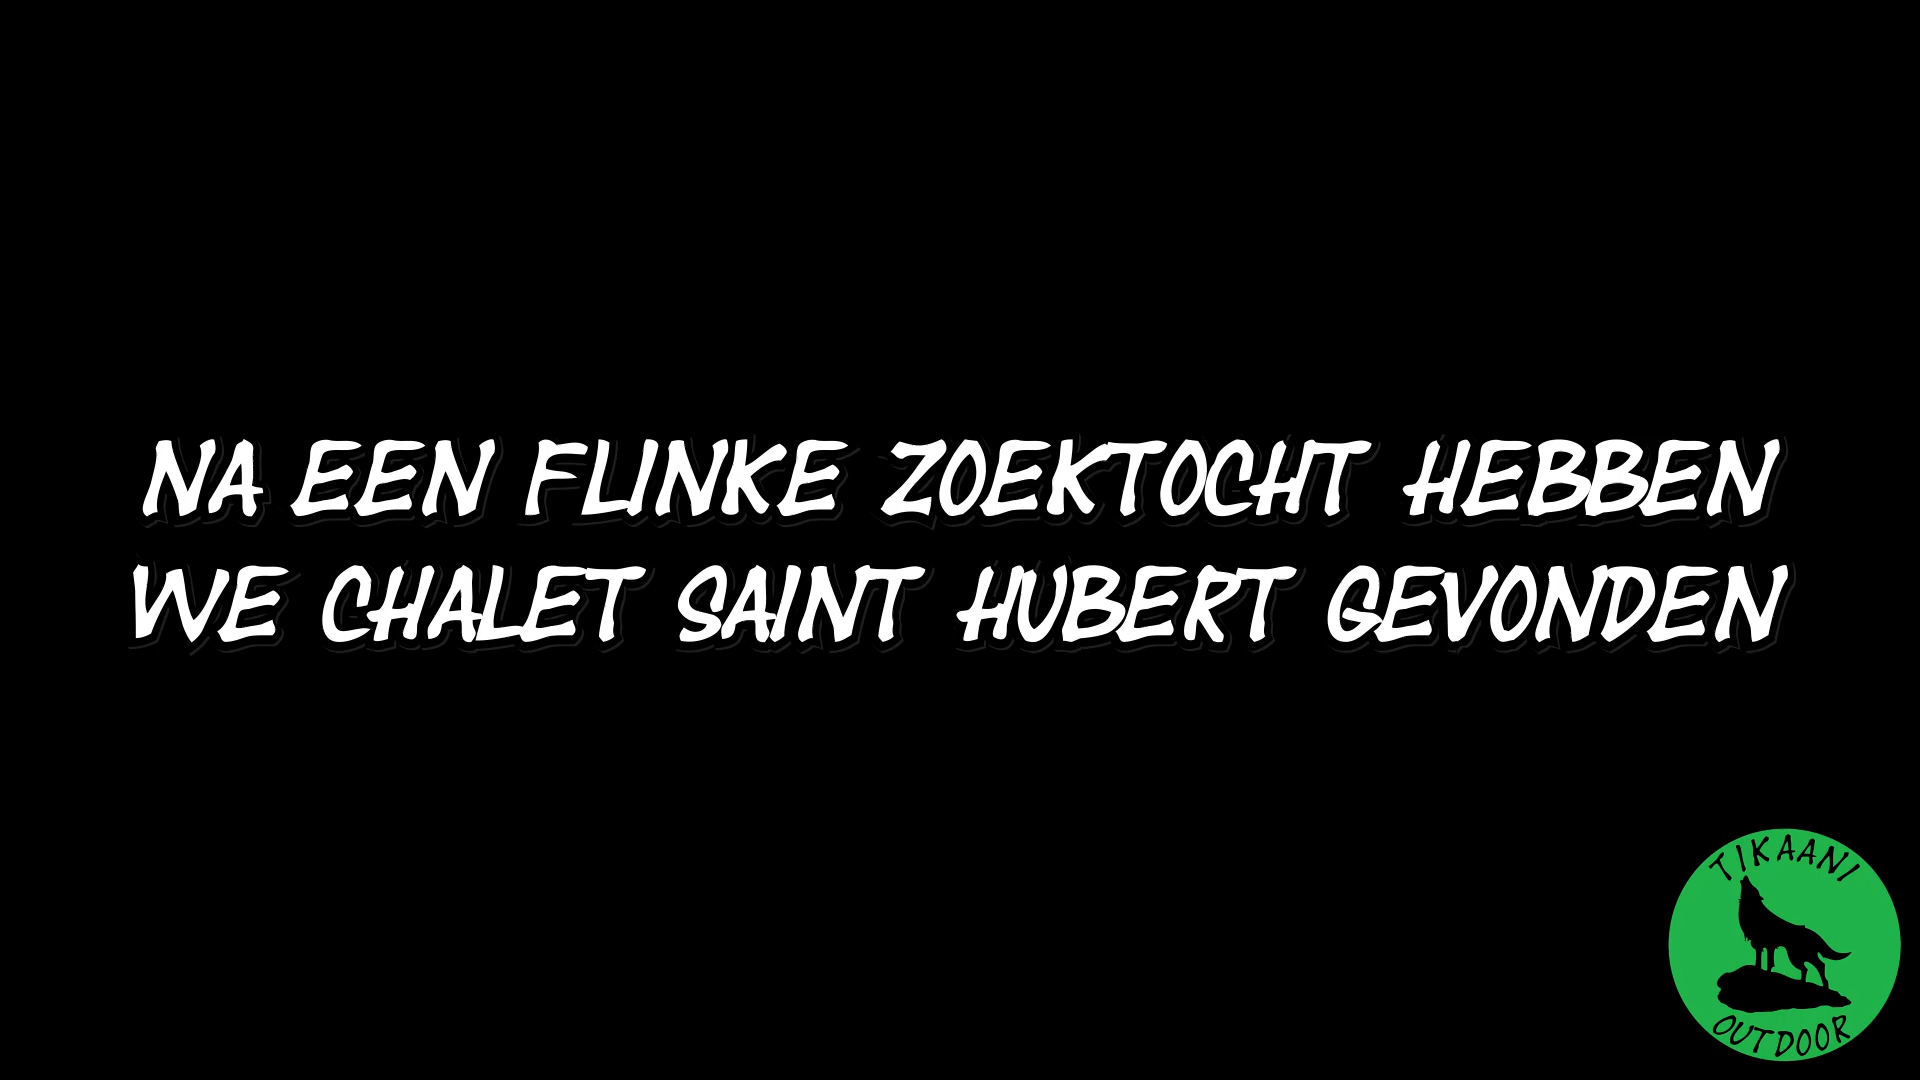 NA EEN FLINKE ZOEKTOCHT HEBBEN
WE CHALET SAINT HUBERT GEVONDEN
TIKAANI
OUTDOOR